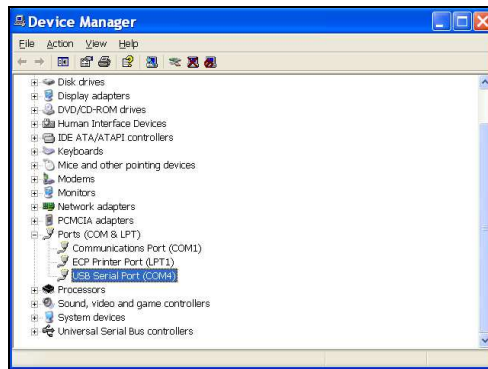 Device Manager
File Action View Help
Disk drives
Display adapters
DVD/CD-ROM drives
Human Interface Devices
IDE ATA/ATAPI controllers
Keyboards
Mice and other pointing devices
Modems
Monitors
Network adapters
PCMCIA adapters
Ports (COM & LPT)
Communications Port (COM1)
ECP Printer Port (LPT1)
USB Serial Port (COM4)
Processors
Sound, video and game controllers
System devices
Universal Serial Bus controllers